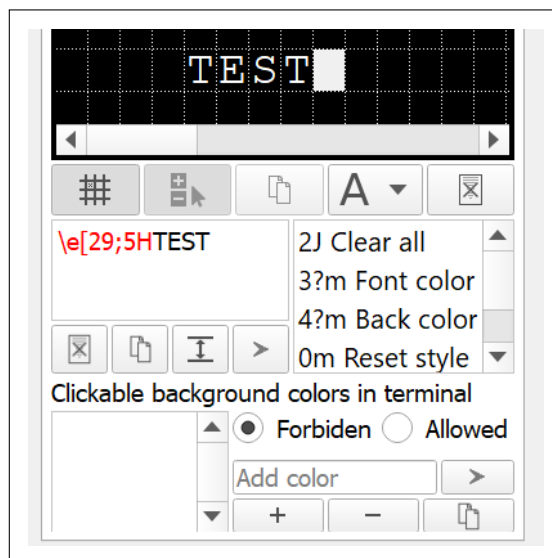 TEST
A
\e[29;5HTEST
2J Clear all
3?m Font color
4?m Back color
0m Reset style
Clickable background colors in terminal
Forbiden
Allowed
Add color